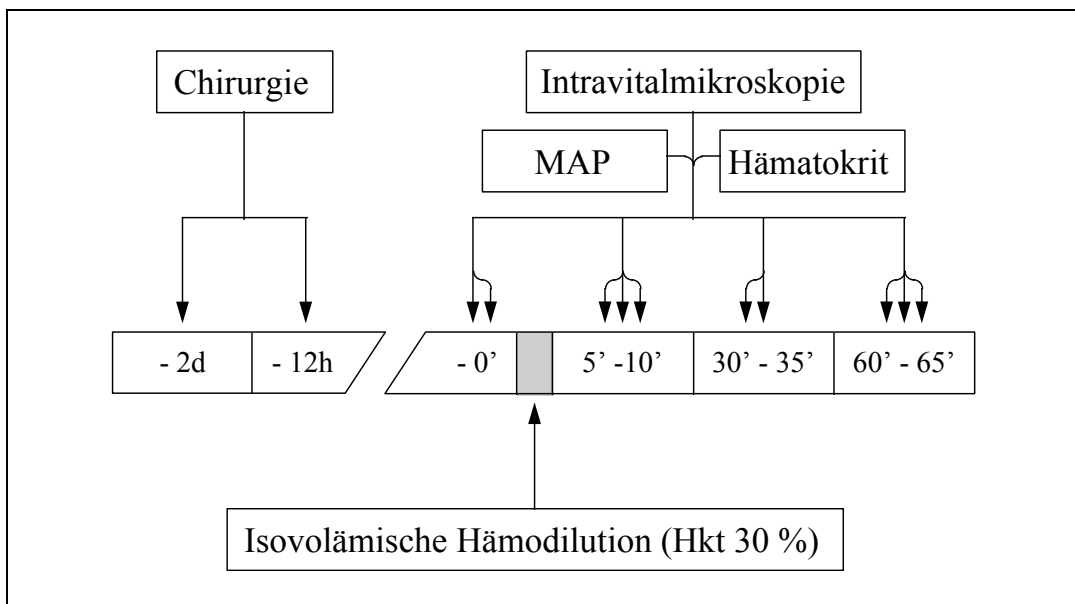 Chirurgie
Intravitalmikroskopie
MAP
Hämatokrit
- 2d
- 12h
- 0’
5’ -10’
30’ - 35’
60’ - 65’
Isovolämische Hämodilution (Hkt 30 %)